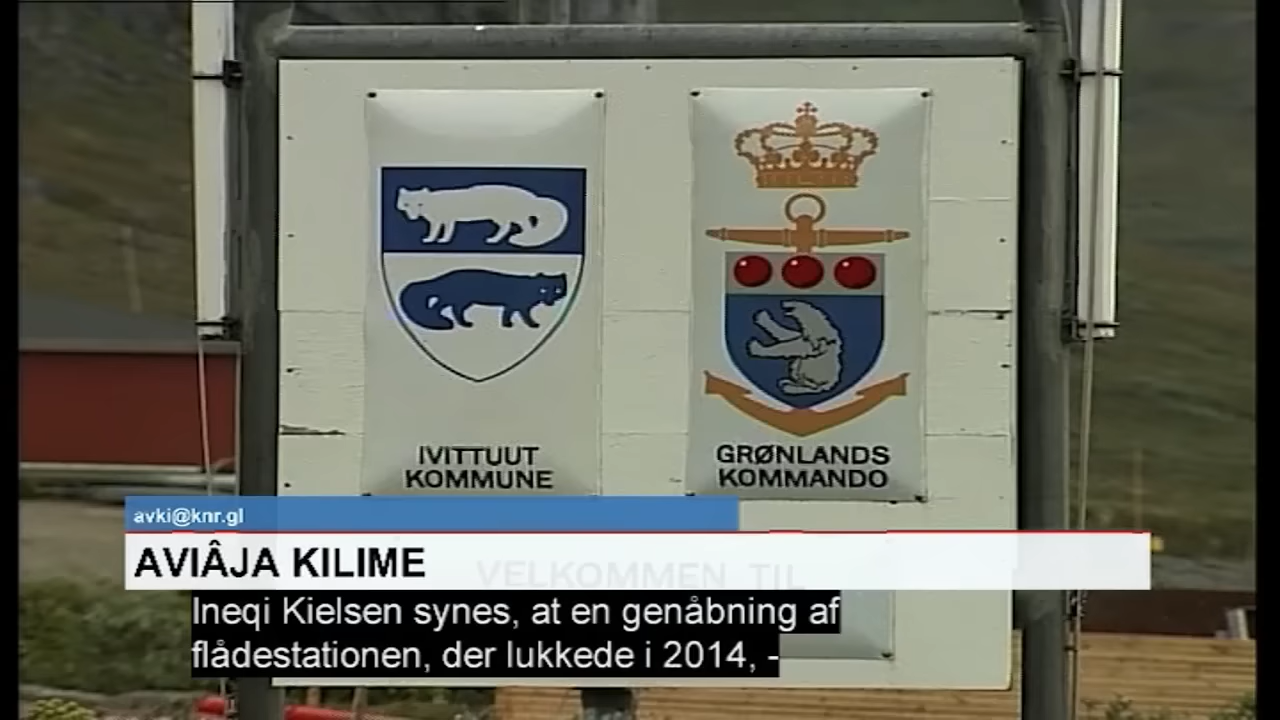 IVITTUUT
KOMMUNE
GRØNLANDS
KOMMANDO
avki@knr.gl
AVIÂJA KILIME
VELKOMMEN TIL
Ineqi Kielsen synes, at en genåbning af
flådestationen, der lukkede i 2014, -